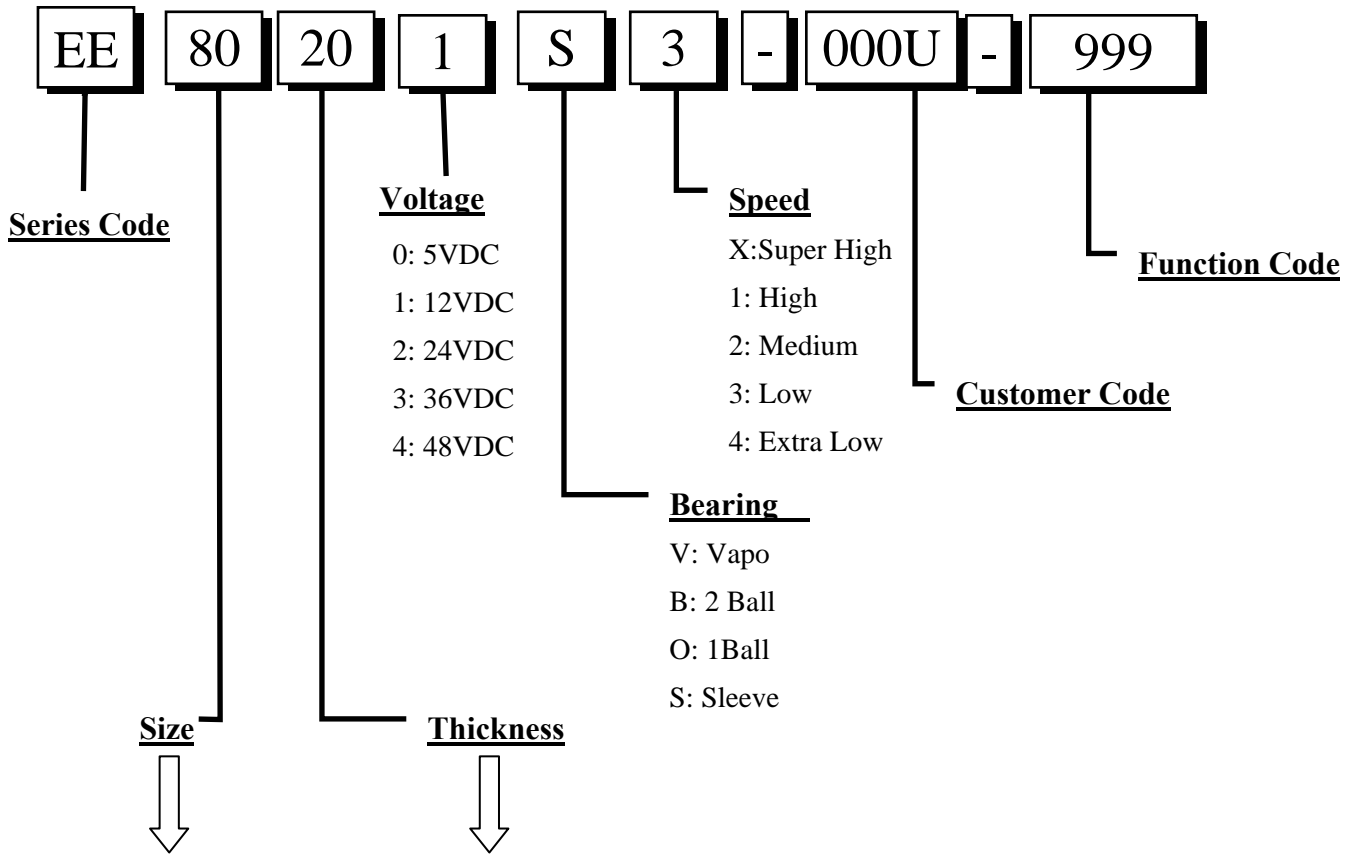 EE 80 20 1 S 3 - 000U - 999
Series Code
Voltage
0: 5VDC
1: 12VDC
2: 24VDC
3: 36VDC
4: 48VDC
Speed
X:Super High
1: High
2: Medium
3: Low
4: Extra Low
Function Code
Customer Code
Bearing
V: Vapo
B: 2 Ball
O: 1Ball
S: Sleeve
Size
Thickness